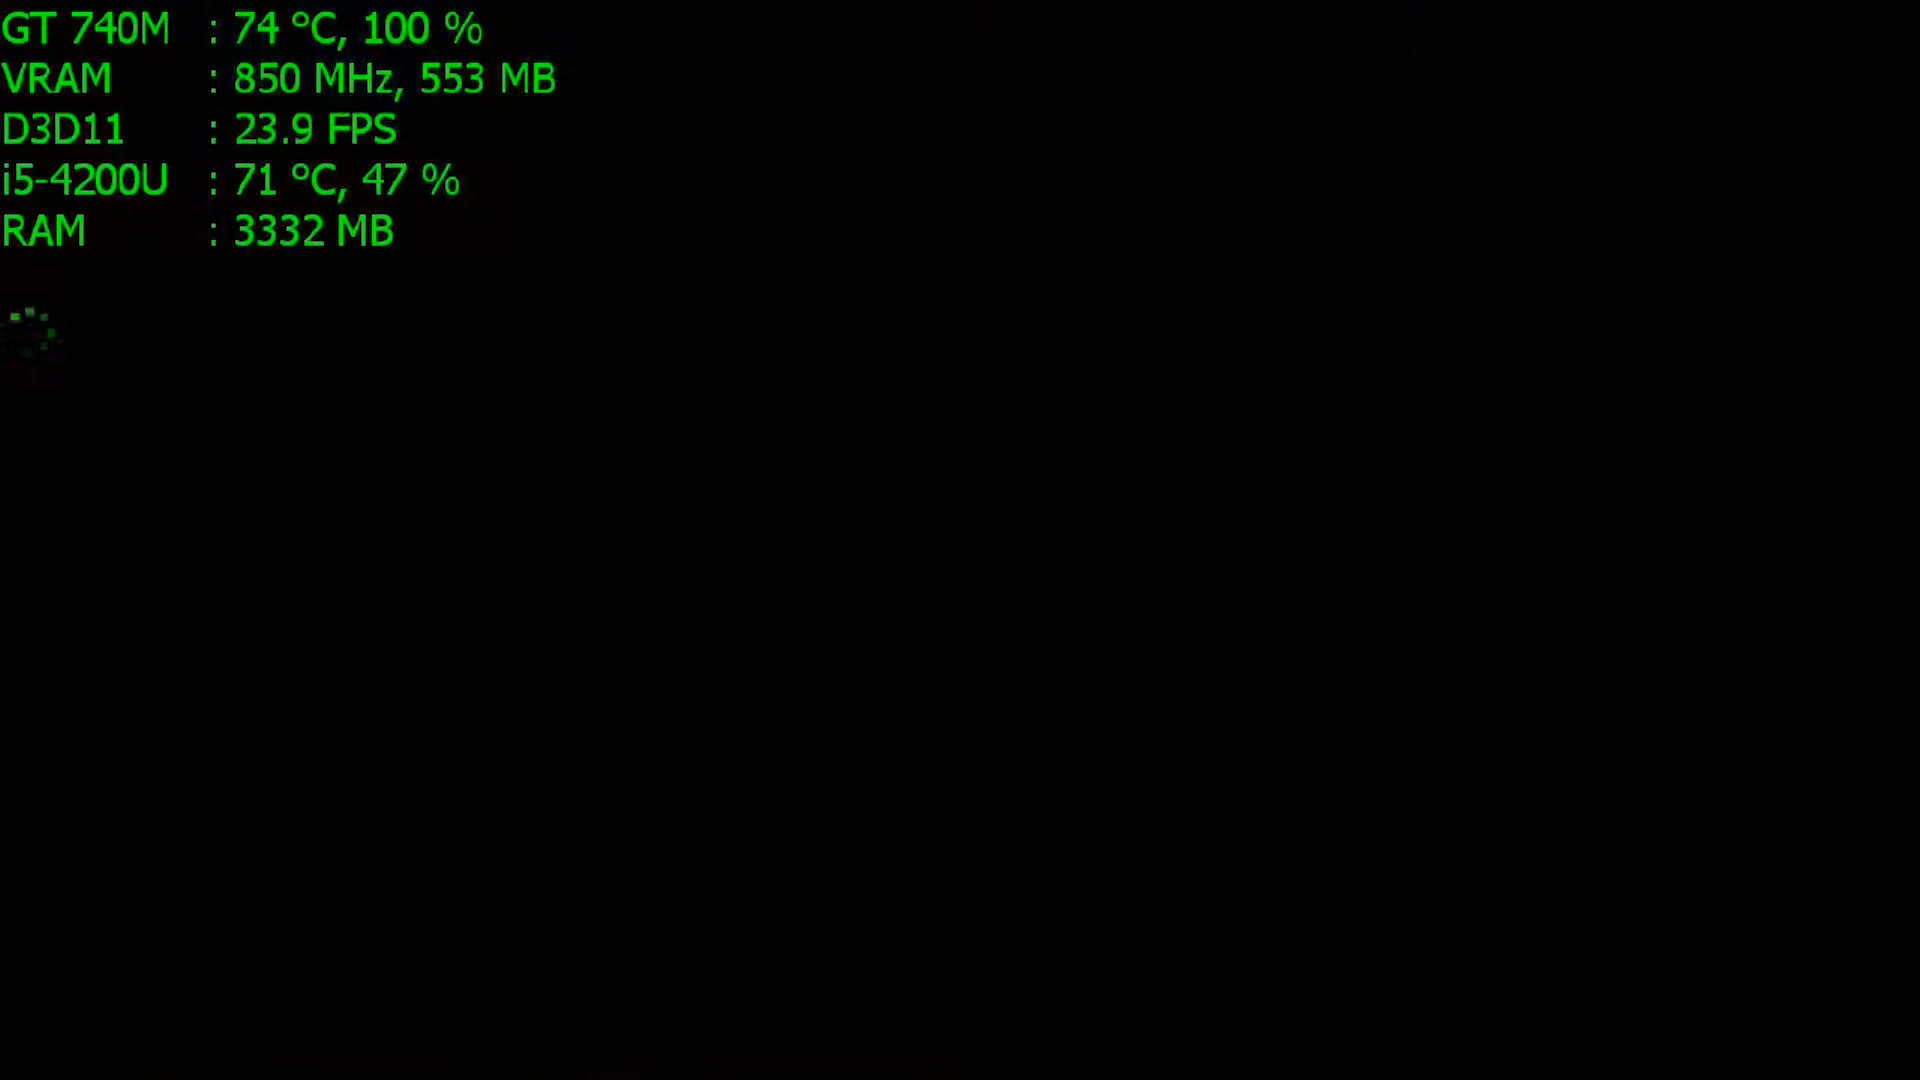 GT 740M : 74 °C, 100 %
VRAM : 850 MHz, 553 MB
D3D11 : 23.9 FPS
i5-4200U : 71 °C, 47 %
RAM : 3332 MB